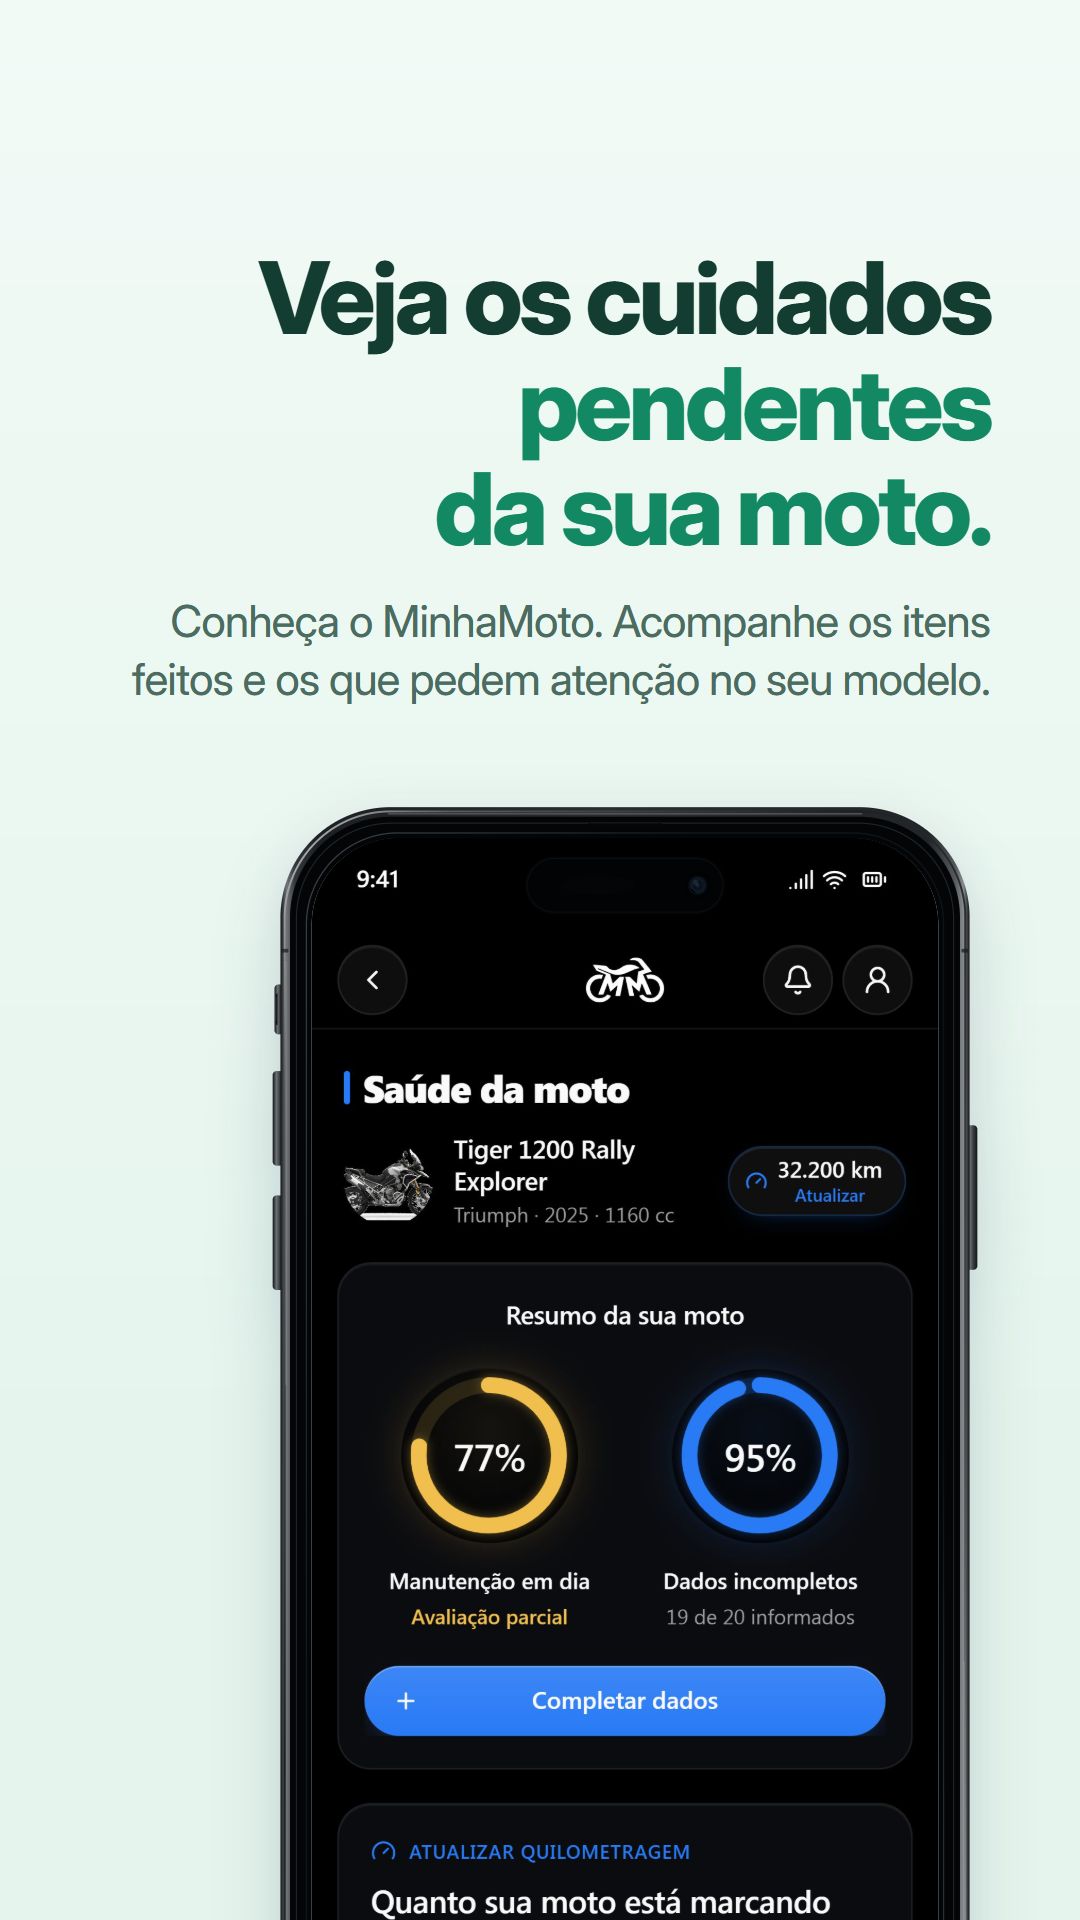 Veja os cuidados
pendentes
da sua moto.
Conheça o MinhaMoto. Acompanhe os itens
feitos e os que pedem atenção no seu modelo.
9:41
MM
Saúde da moto
Tiger 1200 Rally
Explorer
Triumph · 2025 · 1160 cc
32.200 km
Atualizar
Resumo da sua moto
77%
95%
Manutenção em dia
Dados incompletos
Avaliação parcial
19 de 20 informados
Completar dados
ATUALIZAR QUILOMETRAGEM
Quanto sua moto está marcando